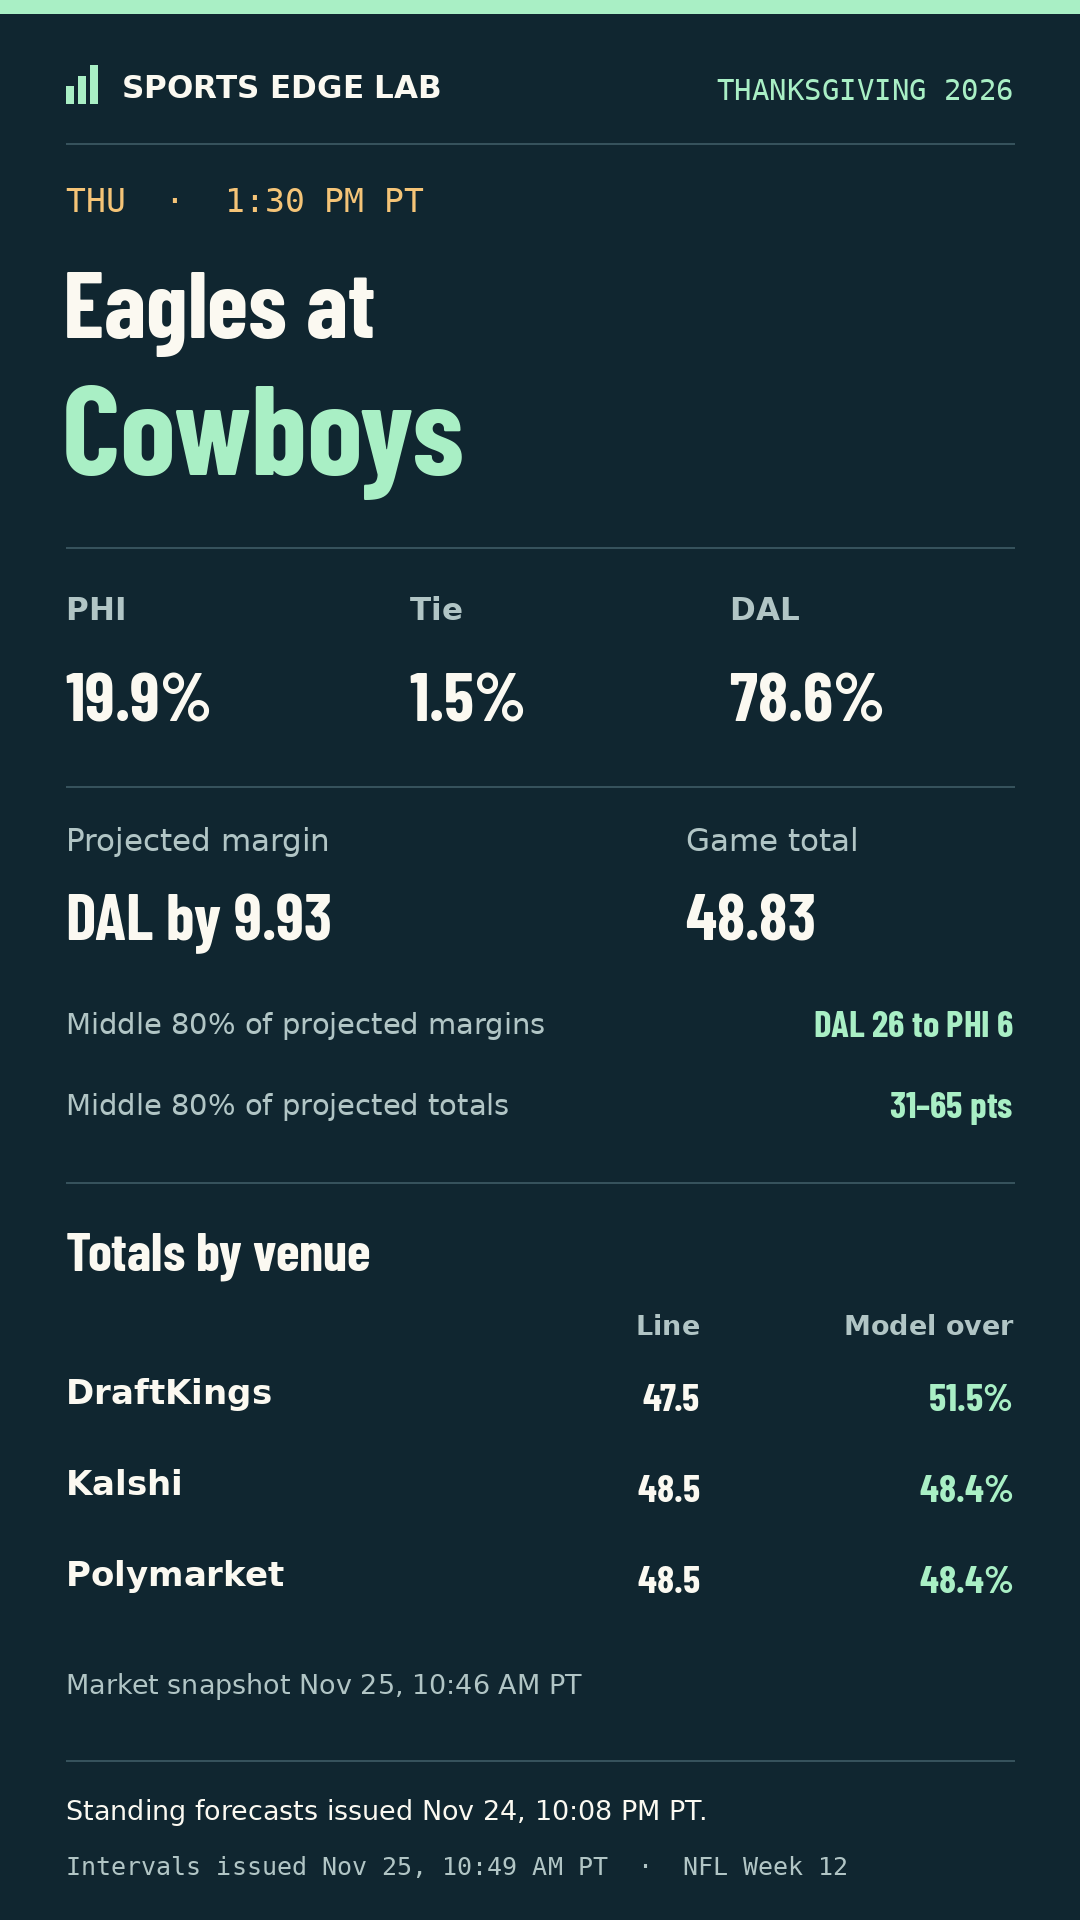 SPORTS EDGE LAB THANKSGIVING 2026
THU · 1:30 PM PT
Eagles at
Cowboys
PHI Tie DAL
19.9% 1.5% 78.6%
Projected margin Game total
DAL by 9.93 48.83
Middle 80% of projected margins DAL 26 to PHI 6
Middle 80% of projected totals 31–65 pts
Totals by venue
Line Model over
DraftKings 47.5 51.5%
Kalshi 48.5 48.4%
Polymarket 48.5 48.4%
Market snapshot Nov 25, 10:46 AM PT
Standing forecasts issued Nov 24, 10:08 PM PT.
Intervals issued Nov 25, 10:49 AM PT · NFL Week 12